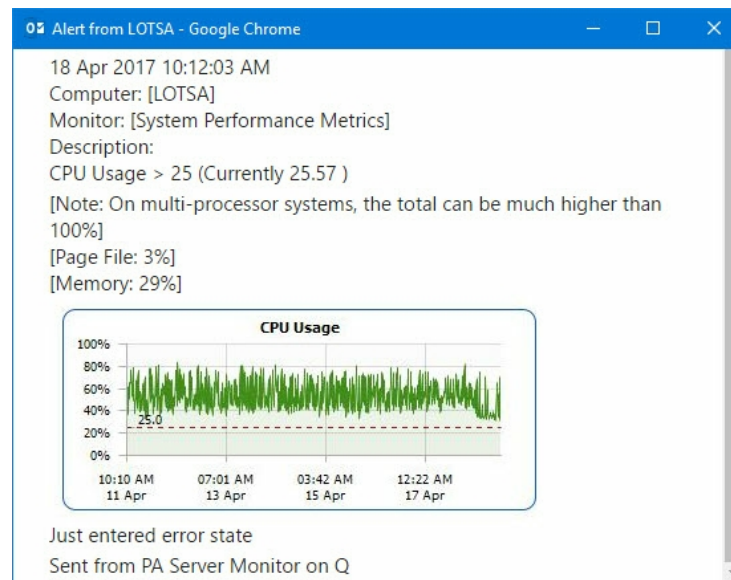 Alert from LOTSA - Google Chrome
18 Apr 2017 10:12:03 AM
Computer: [LOTSA]
Monitor: [System Performance Metrics]
Description:
CPU Usage > 25 (Currently 25.57 )
[Note: On multi-processor systems, the total can be much higher than
100%]
[Page File: 3%]
[Memory: 29%]
CPU Usage
100%
80%
60%
40%
25.0
20%
0%
10:10 AM 07:01 AM 03:42 AM 12:22 AM
11 Apr 13 Apr 15 Apr 17 Apr
Just entered error state
Sent from PA Server Monitor on Q